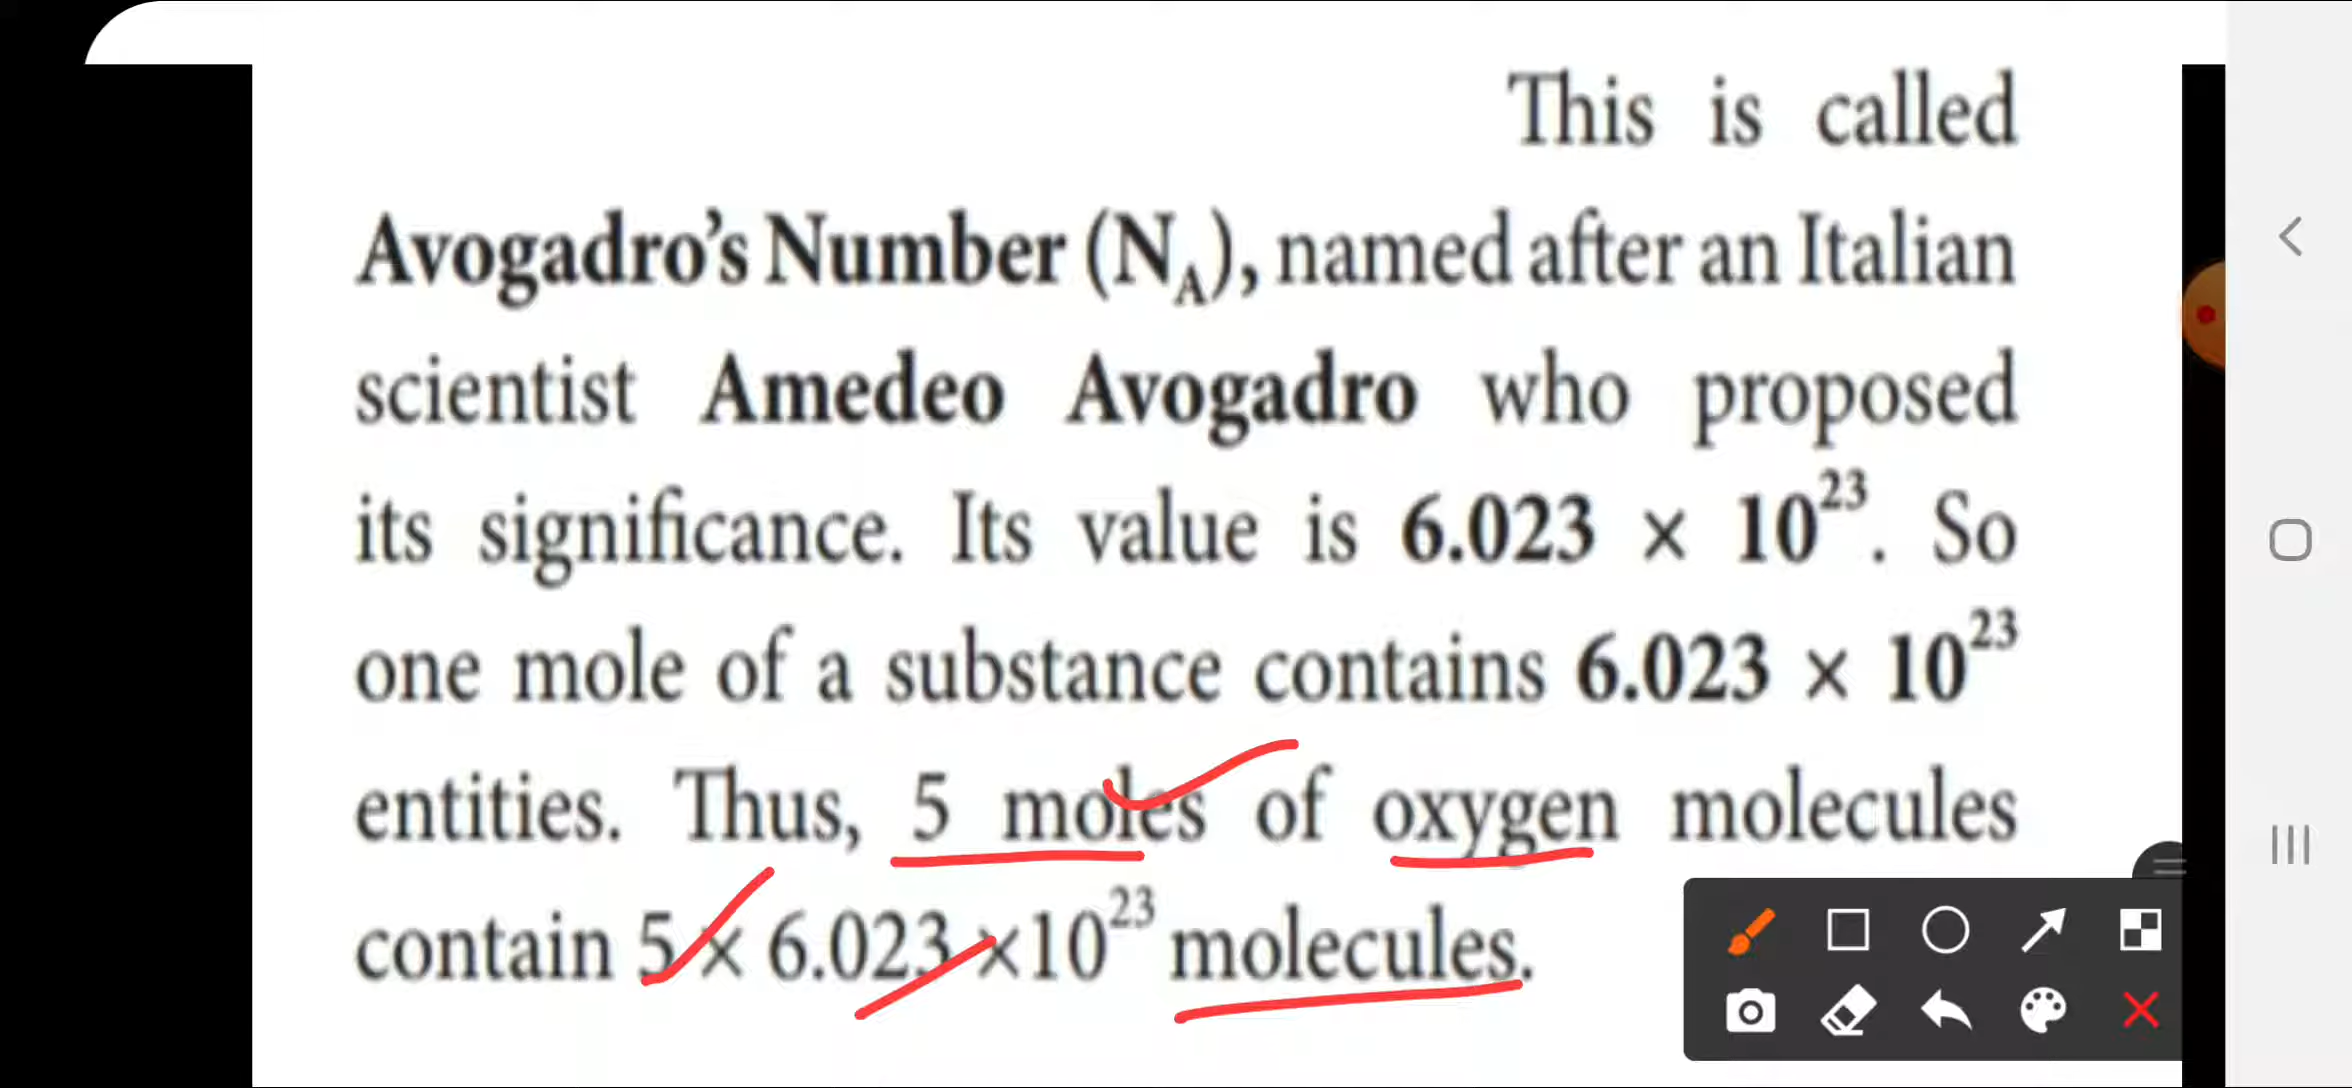 This is called
Avogadro's Number (N_A), named after an Italian
scientist Amedeo Avogadro who proposed
its significance. Its value is 6.023 × 10²³. So
one mole of a substance contains 6.023 × 10²³
entities. Thus, 5 moles of oxygen molecules
contain 5 × 6.023 ×10²³ molecules.